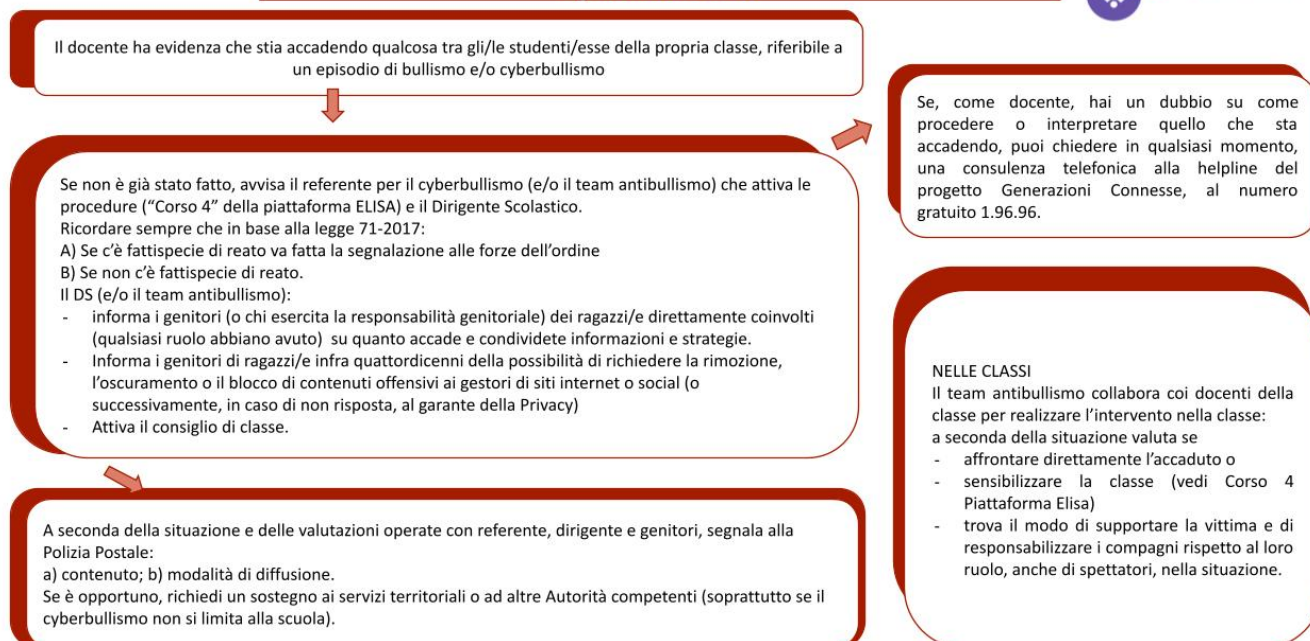 Il docente ha evidenza che stia accadendo qualcosa tra gli/le studenti/esse della propria classe, riferibile a
un episodio di bullismo e/o cyberbullismo
Se non è già stato fatto, avvisa il referente per il cyberbullismo (e/o il team antibullismo) che attiva le
procedure (“Corso 4” della piattaforma ELISA) e il Dirigente Scolastico.
Ricordare sempre che in base alla legge 71-2017:
A) Se c’è fattispecie di reato va fatta la segnalazione alle forze dell’ordine
B) Se non c’è fattispecie di reato.
Il DS (e/o il team antibullismo):
- informa i genitori (o chi esercita la responsabilità genitoriale) dei ragazzi/e direttamente coinvolti
(qualsiasi ruolo abbiano avuto) su quanto accade e condividete informazioni e strategie.
- Informa i genitori di ragazzi/e infra quattordicenni della possibilità di richiedere la rimozione,
l’oscuramento o il blocco di contenuti offensivi ai gestori di siti internet o social (o
successivamente, in caso di non risposta, al garante della Privacy)
- Attiva il consiglio di classe.
A seconda della situazione e delle valutazioni operate con referente, dirigente e genitori, segnala alla
Polizia Postale:
a) contenuto; b) modalità di diffusione.
Se è opportuno, richiedi un sostegno ai servizi territoriali o ad altre Autorità competenti (soprattutto se il
cyberbullismo non si limita alla scuola).
Se, come docente, hai un dubbio su come
procedere o interpretare quello che sta
accadendo, puoi chiedere in qualsiasi momento,
una consulenza telefonica alla helpline del
progetto Generazioni Connesse, al numero
gratuito 1.96.96.
NELLE CLASSI
Il team antibullismo collabora coi docenti della
classe per realizzare l’intervento nella classe:
a seconda della situazione valuta se
- affrontare direttamente l’accaduto o
- sensibilizzare la classe (vedi Corso 4
Piattaforma Elisa)
- trova il modo di supportare la vittima e di
responsabilizzare i compagni rispetto al loro
ruolo, anche di spettatori, nella situazione.